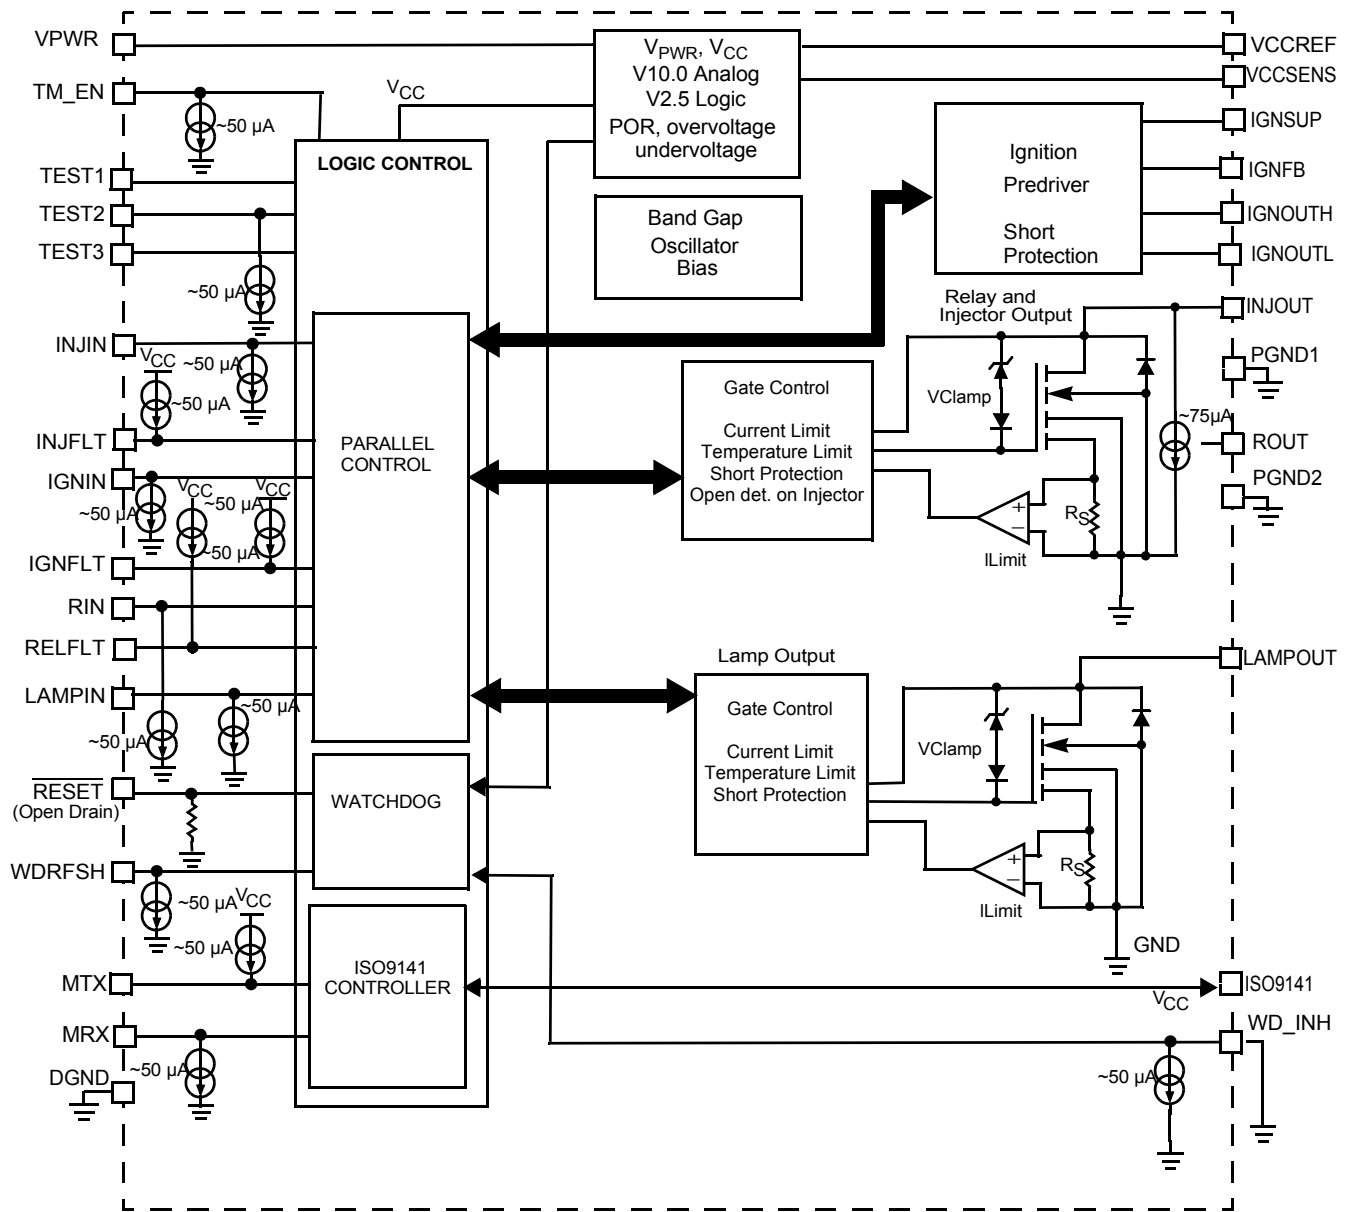 VPWR
TM_EN
~50 µA
TEST1
TEST2
TEST3
~50 µA
INJIN
VCC
~50 µA
~50 µA
INJFLT
IGNIN
~50 µA
VCC
~50 µA
VCC
~50 µA
IGNFLT
RIN
RELFLT
LAMPIN
~50 µA
~50 µA
RESET
(Open Drain)
WDRFSH
~50 µA
VCC
~50 µA
MTX
MRX
~50 µA
DGND
VCC
LOGIC CONTROL
PARALLEL
CONTROL
WATCHDOG
ISO9141
CONTROLLER
VPWR, VCC
V10.0 Analog
V2.5 Logic
POR, overvoltage
undervoltage
Band Gap
Oscillator
Bias
Ignition
Predriver
Short
Protection
Relay and
Injector Output
Gate Control
Current Limit
Temperature Limit
Short Protection
Open det. on Injector
VClamp
+
–
RS
ILimit
~75µA
Lamp Output
Gate Control
Current Limit
Temperature Limit
Short Protection
VClamp
+
–
RS
ILimit
GND
VCC
~50 µA
VCCREF
VCCSENS
IGNSUP
IGNFB
IGNOUTH
IGNOUTL
INJOUT
PGND1
ROUT
PGND2
LAMPOUT
ISO9141
WD_INH